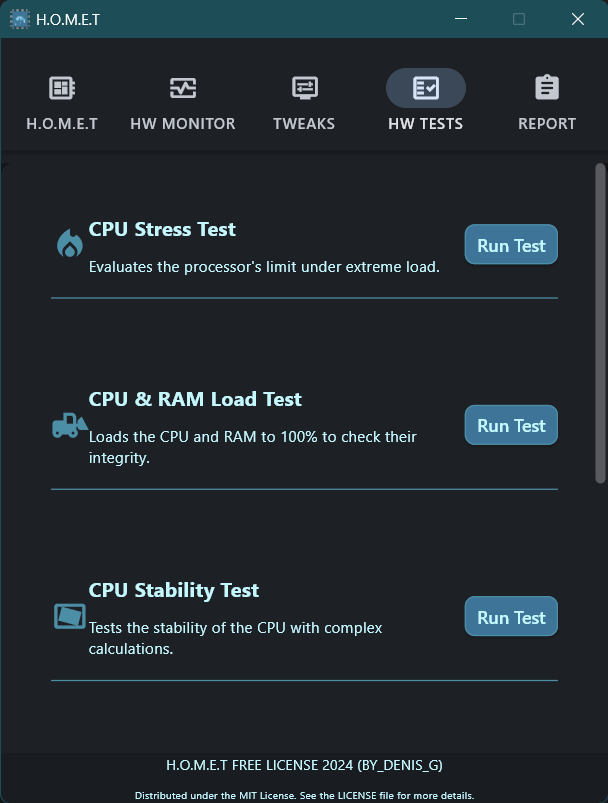 H.O.M.E.T
H.O.M.E.T
HW MONITOR
TWEAKS
HW TESTS
REPORT
CPU Stress Test
Evaluates the processor's limit under extreme load.
Run Test
CPU & RAM Load Test
Loads the CPU and RAM to 100% to check their
integrity.
Run Test
CPU Stability Test
Tests the stability of the CPU with complex
calculations.
Run Test
H.O.M.E.T FREE LICENSE 2024 (BY_DENIS_G)
Distributed under the MIT License. See the LICENSE file for more details.